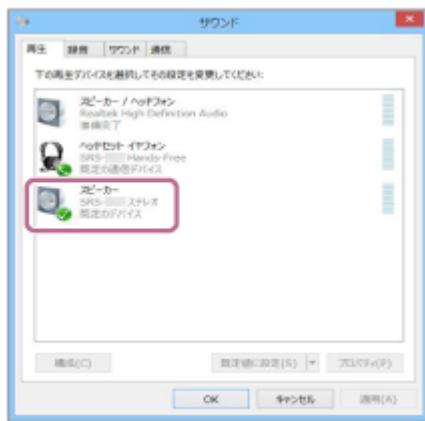 サウンド
再生 録音 サウンド 通信
下の再生デバイスを選択してその設定を変更してください:
スピーカー / ヘッドフォン
Realtek High Definition Audio
準備完了
ヘッドセット イヤフォン
SRS- Hands-Free
既定の通信デバイス
スピーカー
SRS- ステレオ
既定のデバイス
構成(C) 既定値に設定(S) プロパティ(P)
OK キャンセル 適用(A)